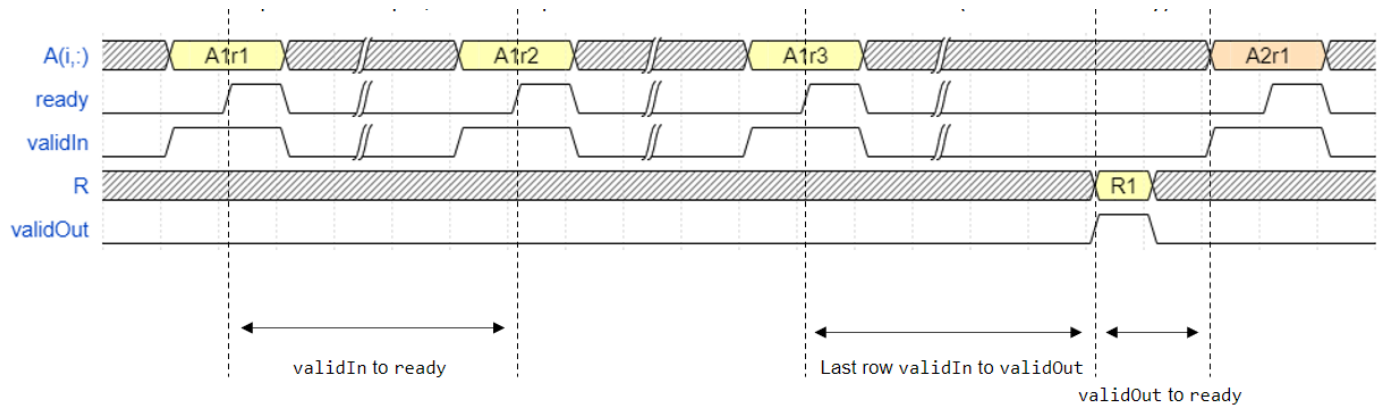 A(i,:) A1r1 A1r2 A1r3 A2r1
ready
validIn
R R1
validOut
validIn to ready
Last row validIn to validOut
validOut to ready